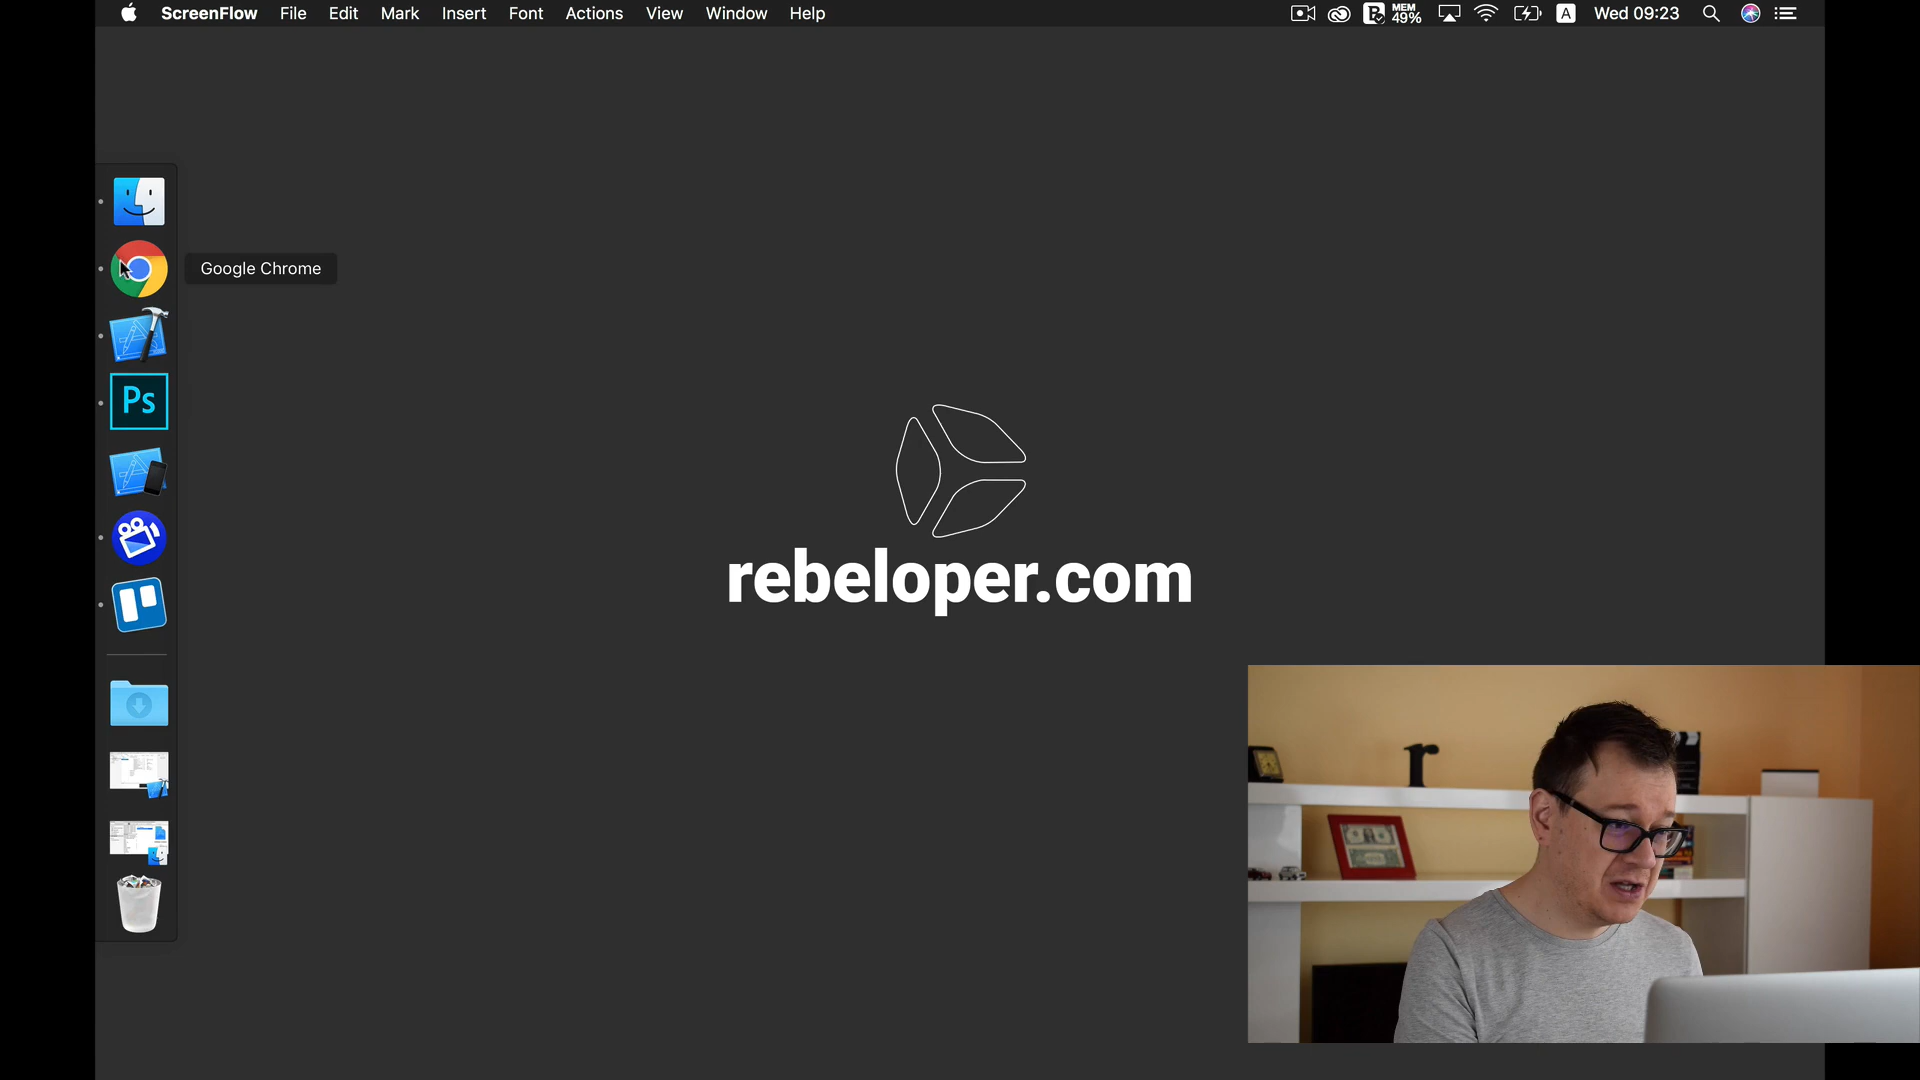 ScreenFlow File Edit Mark Insert Font Actions View Window Help
MEM
49%
A Wed 09:23
Google Chrome
Ps
rebeloper.com